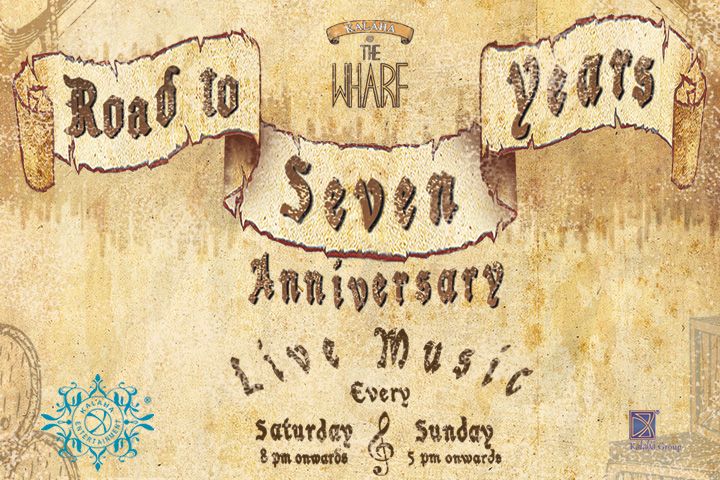 KALAHA
@
THE
WHARF
Road to
Seven
years
Anniversary
Live Music
Every
Saturday
8 pm onwards
Sunday
5 pm onwards
KALAHA
ENTERTAINMENT
®
Kalaha Group